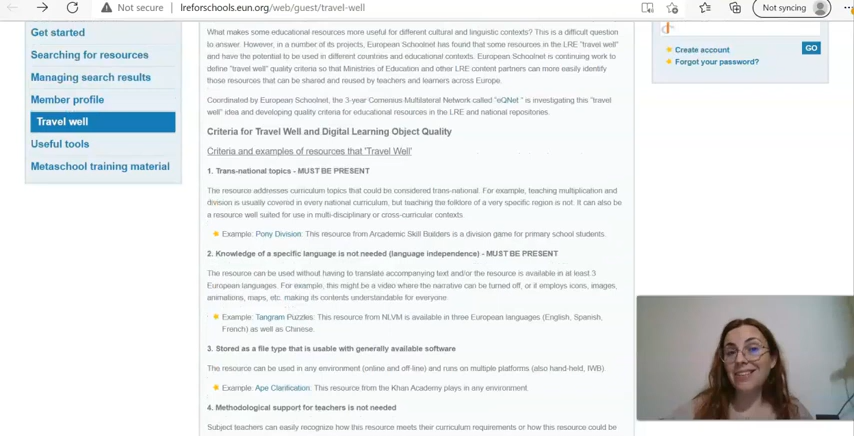 Not secure
lreforschools.eun.org/web/guest/travel-well
Not syncing
Get started
Searching for resources
Managing search results
Member profile
Travel well
Useful tools
Metaschool training material
What makes some educational resources more useful for different cultural and linguistic contexts? This is a difficult question
to answer. However, in a number of its projects, European Schoolnet has found that some resources in the LRE "travel well"
and have the potential to be used in different countries and educational contexts. European Schoolnet is continuing work to
define "travel well" quality criteria so that Ministries of Education and other LRE content partners can more easily identify
those resources that can be shared and reused by teachers and learners across Europe.
Coordinated by European Schoolnet, the 3-year Comenius Multilateral Network called "eQNet " is investigating this "travel
well" idea and developing quality criteria for educational resources in the LRE and national repositories.
Criteria for Travel Well and Digital Learning Object Quality
Criteria and examples of resources that 'Travel Well'
1. Trans-national topics - MUST BE PRESENT
The resource addresses curriculum topics that could be considered trans-national. For example, teaching multiplication and
division is usually covered in every national curriculum, but teaching the folklore of a very specific region is not. It can also be
a resource well suited for use in multi-disciplinary or cross-curricular contexts.
Example: Pony Division: This resource from Arcademic Skill Builders is a division game for primary school students.
2. Knowledge of a specific language is not needed (language independence) - MUST BE PRESENT
The resource can be used without having to translate accompanying text and/or the resource is available in at least 3
European languages. For example, this might be a video where the narrative can be turned off, or it employs icons, images,
animations, maps, etc. making its contents understandable for everyone.
Example: Tangram Puzzles: This resource from NLVM is available in three European languages (English, Spanish,
French) as well as Chinese.
3. Stored as a file type that is usable with generally available software
The resource can be used in any environment (online and off-line) and runs on multiple platforms (also hand-held, IWB).
Example: Ape Clarification: This resource from the Khan Academy plays in any environment.
4. Methodological support for teachers is not needed
Subject teachers can easily recognize how this resource meets their curriculum requirements or how this resource could be
Create account
GO
Forgot your password?